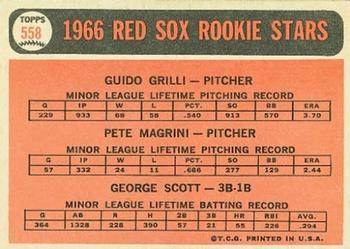 TOPPS
558
1966 RED SOX ROOKIE STARS
GUIDO GRILLI — PITCHER
MINOR LEAGUE LIFETIME PITCHING RECORD
G IP W L PCT. SO BB ERA
229 933 68 58 .540 913 570 3.70
PETE MAGRINI — PITCHER
MINOR LEAGUE LIFETIME PITCHING RECORD
G IP W L PCT. SO BB ERA
57 332 24 11 .686 277 129 2.44
GEORGE SCOTT — 3B-1B
MINOR LEAGUE LIFETIME BATTING RECORD
G AB R H 2B 3B HR RBI AVG.
364 1328 228 390 55 21 57 228 .294
©T.C.G. PRINTED IN U.S.A.